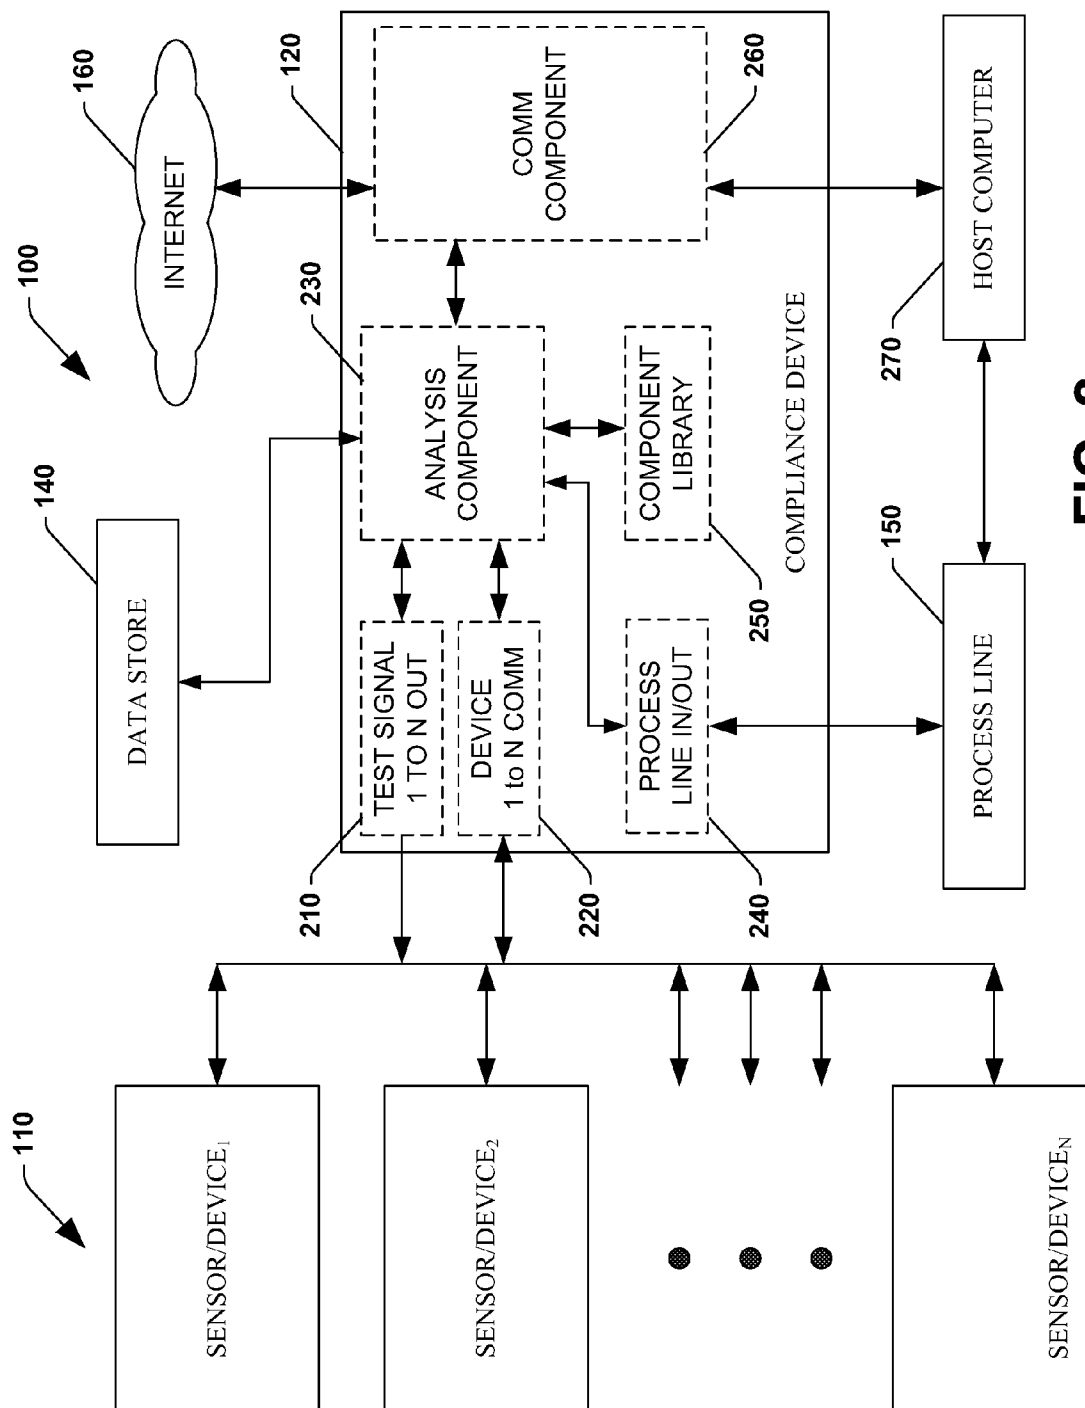 100
110
SENSOR/DEVICE1
SENSOR/DEVICE2
SENSOR/DEVICEN
140
DATA STORE
160
INTERNET
120
210
TEST SIGNAL
1 TO N OUT
220
DEVICE
1 to N COMM
230
ANALYSIS
COMPONENT
260
COMM
COMPONENT
240
PROCESS
LINE IN/OUT
250
COMPONENT
LIBRARY
COMPLIANCE DEVICE
150
PROCESS LINE
270
HOST COMPUTER
FIG.